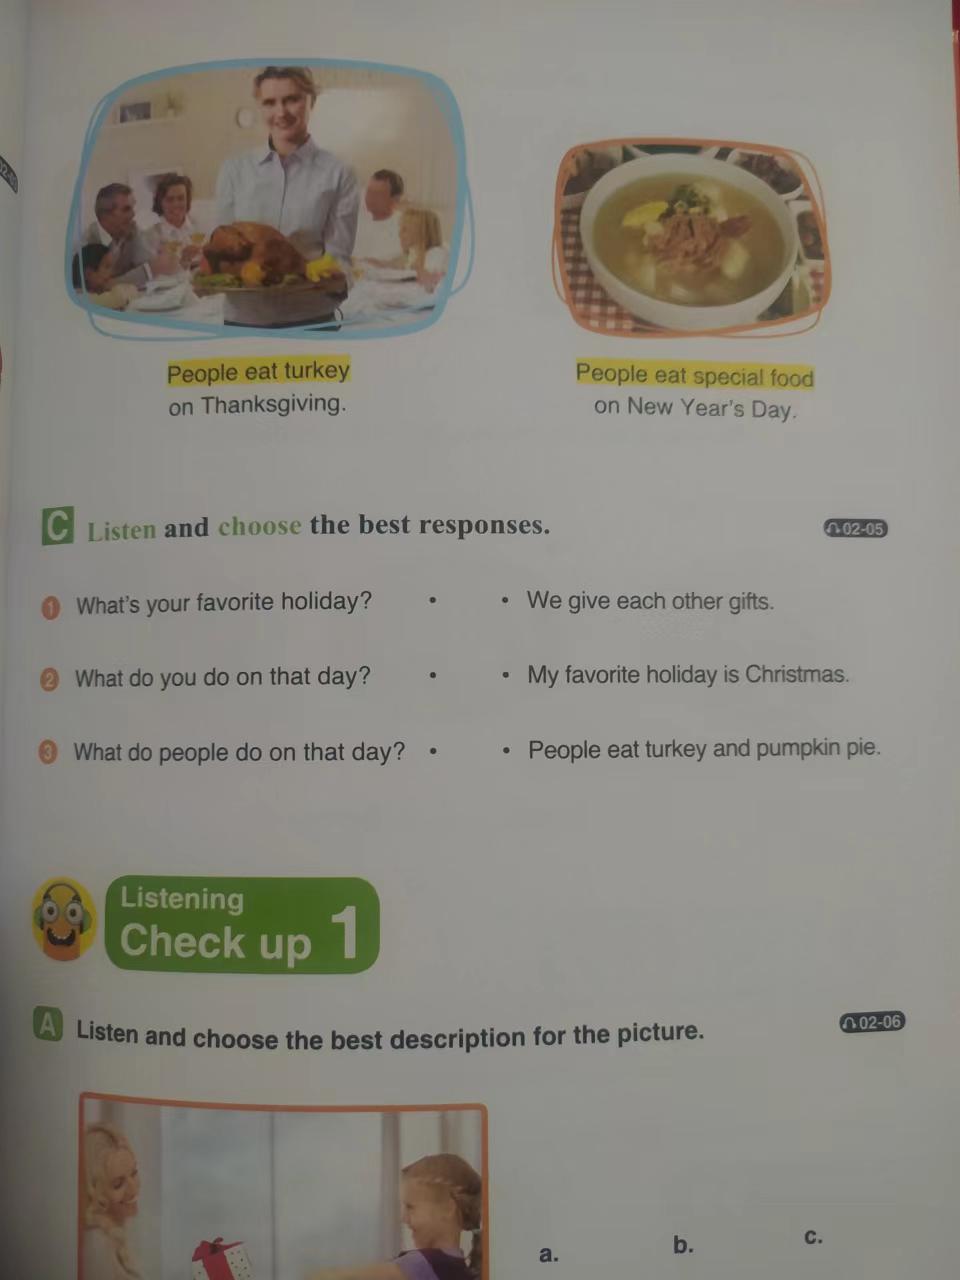 People eat turkey
on Thanksgiving.
People eat special food
on New Year's Day.
C Listen and choose the best responses.
02-05
1 What's your favorite holiday? • • We give each other gifts.
2 What do you do on that day? • • My favorite holiday is Christmas.
3 What do people do on that day? • • People eat turkey and pumpkin pie.
Listening
Check up 1
A Listen and choose the best description for the picture.
02-06
a. b. c.